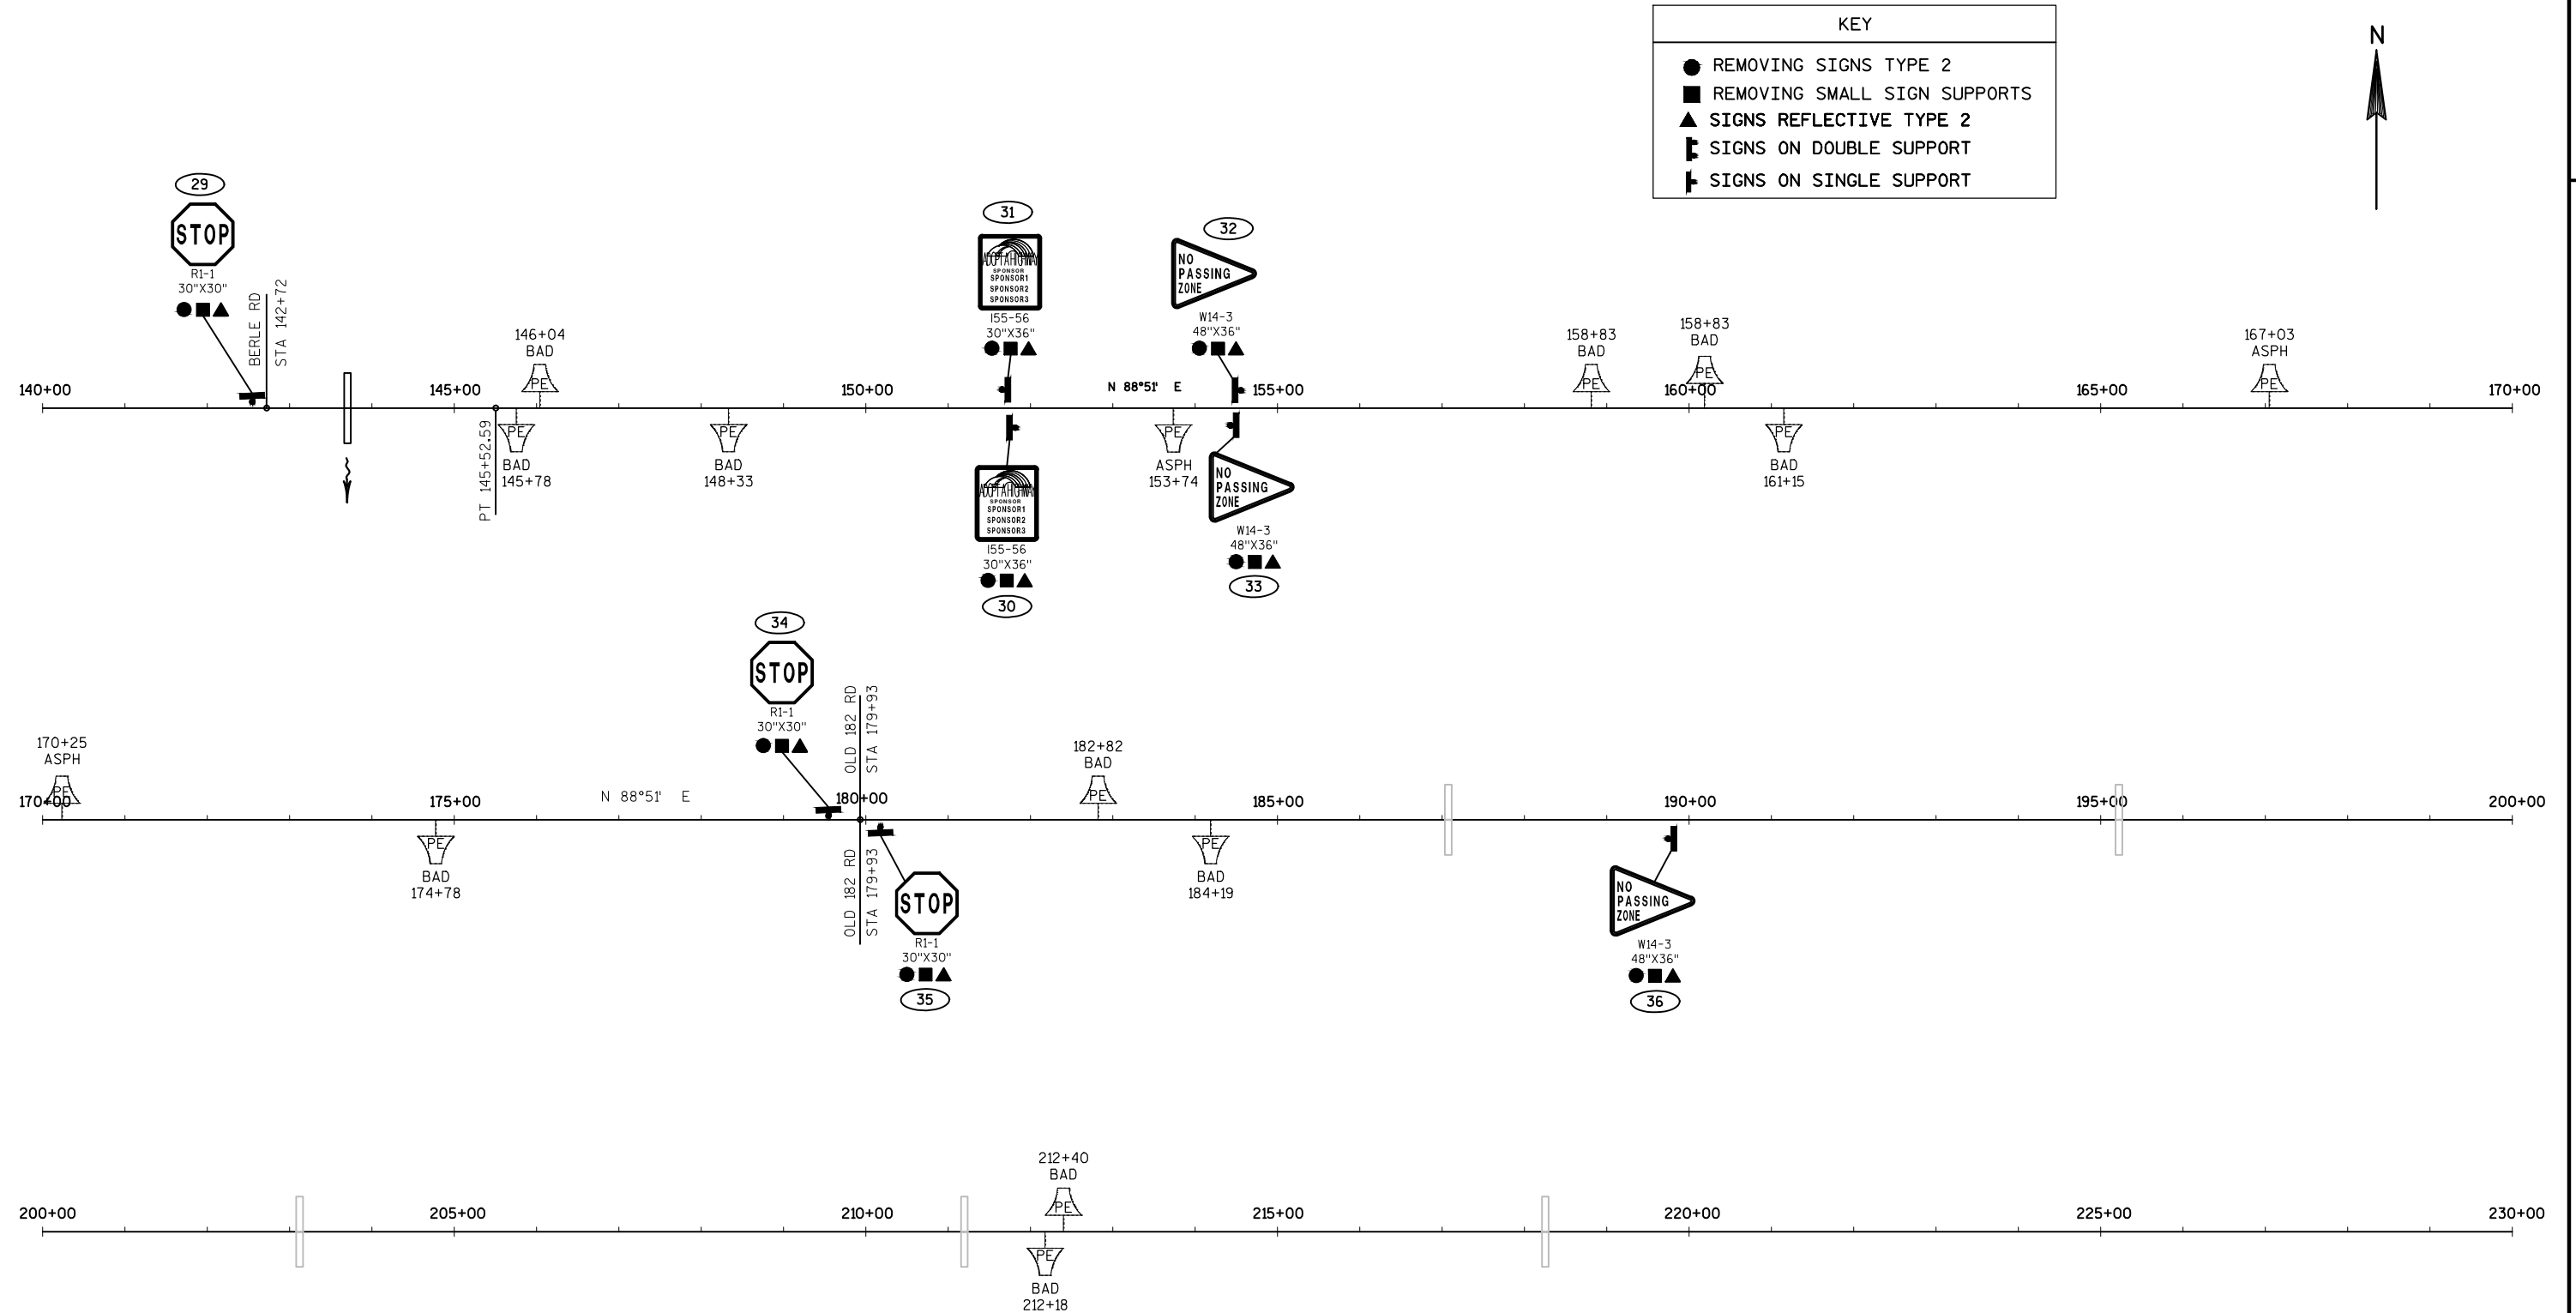 KEY
REMOVING SIGNS TYPE 2
REMOVING SMALL SIGN SUPPORTS
SIGNS REFLECTIVE TYPE 2
SIGNS ON DOUBLE SUPPORT
SIGNS ON SINGLE SUPPORT
N
29
STOP
R1-1
30"X30"
BERLE RD
STA 142+72
31
ADOPT A HIGHWAY
SPONSOR
SPONSOR1
SPONSOR2
SPONSOR3
I55-56
30"X36"
32
NO
PASSING
ZONE
W14-3
48"X36"
146+04
BAD
PE
158+83
BAD
PE
158+83
BAD
PE
167+03
ASPH
PE
140+00
145+00
150+00
N 88°51' E
155+00
160+00
165+00
170+00
PT 145+52.59
PE
BAD
145+78
PE
BAD
148+33
ADOPT A HIGHWAY
SPONSOR
SPONSOR1
SPONSOR2
SPONSOR3
I55-56
30"X36"
30
PE
ASPH
153+74
NO
PASSING
ZONE
W14-3
48"X36"
33
PE
BAD
161+15
34
STOP
R1-1
30"X30"
OLD 182 RD
STA 179+93
170+25
ASPH
PE
182+82
BAD
PE
170+00
175+00
N 88°51' E
180+00
185+00
190+00
195+00
200+00
PE
BAD
174+78
OLD 182 RD
STA 179+93
STOP
R1-1
30"X30"
35
PE
BAD
184+19
NO
PASSING
ZONE
W14-3
48"X36"
36
212+40
BAD
PE
200+00
205+00
210+00
215+00
220+00
225+00
230+00
PE
BAD
212+18